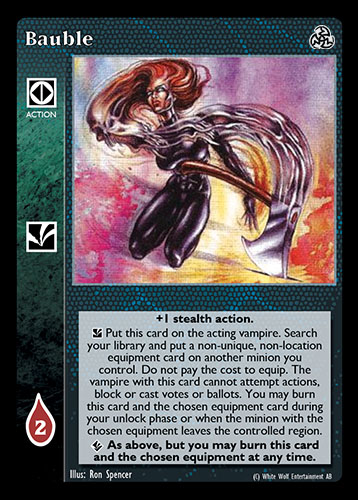 Bauble
ACTION
+1 stealth action.
Put this card on the acting vampire. Search
your library and put a non-unique, non-location
equipment card on another minion you
control. Do not pay the cost to equip. The
vampire with this card cannot attempt actions,
block or cast votes or ballots. You may burn
this card and the chosen equipment card during
your unlock phase or when the minion with the
chosen equipment leaves the controlled region.
As above, but you may burn this card
and the chosen equipment at any time.
2
Illus: Ron Spencer
(C) White Wolf Entertainment AB